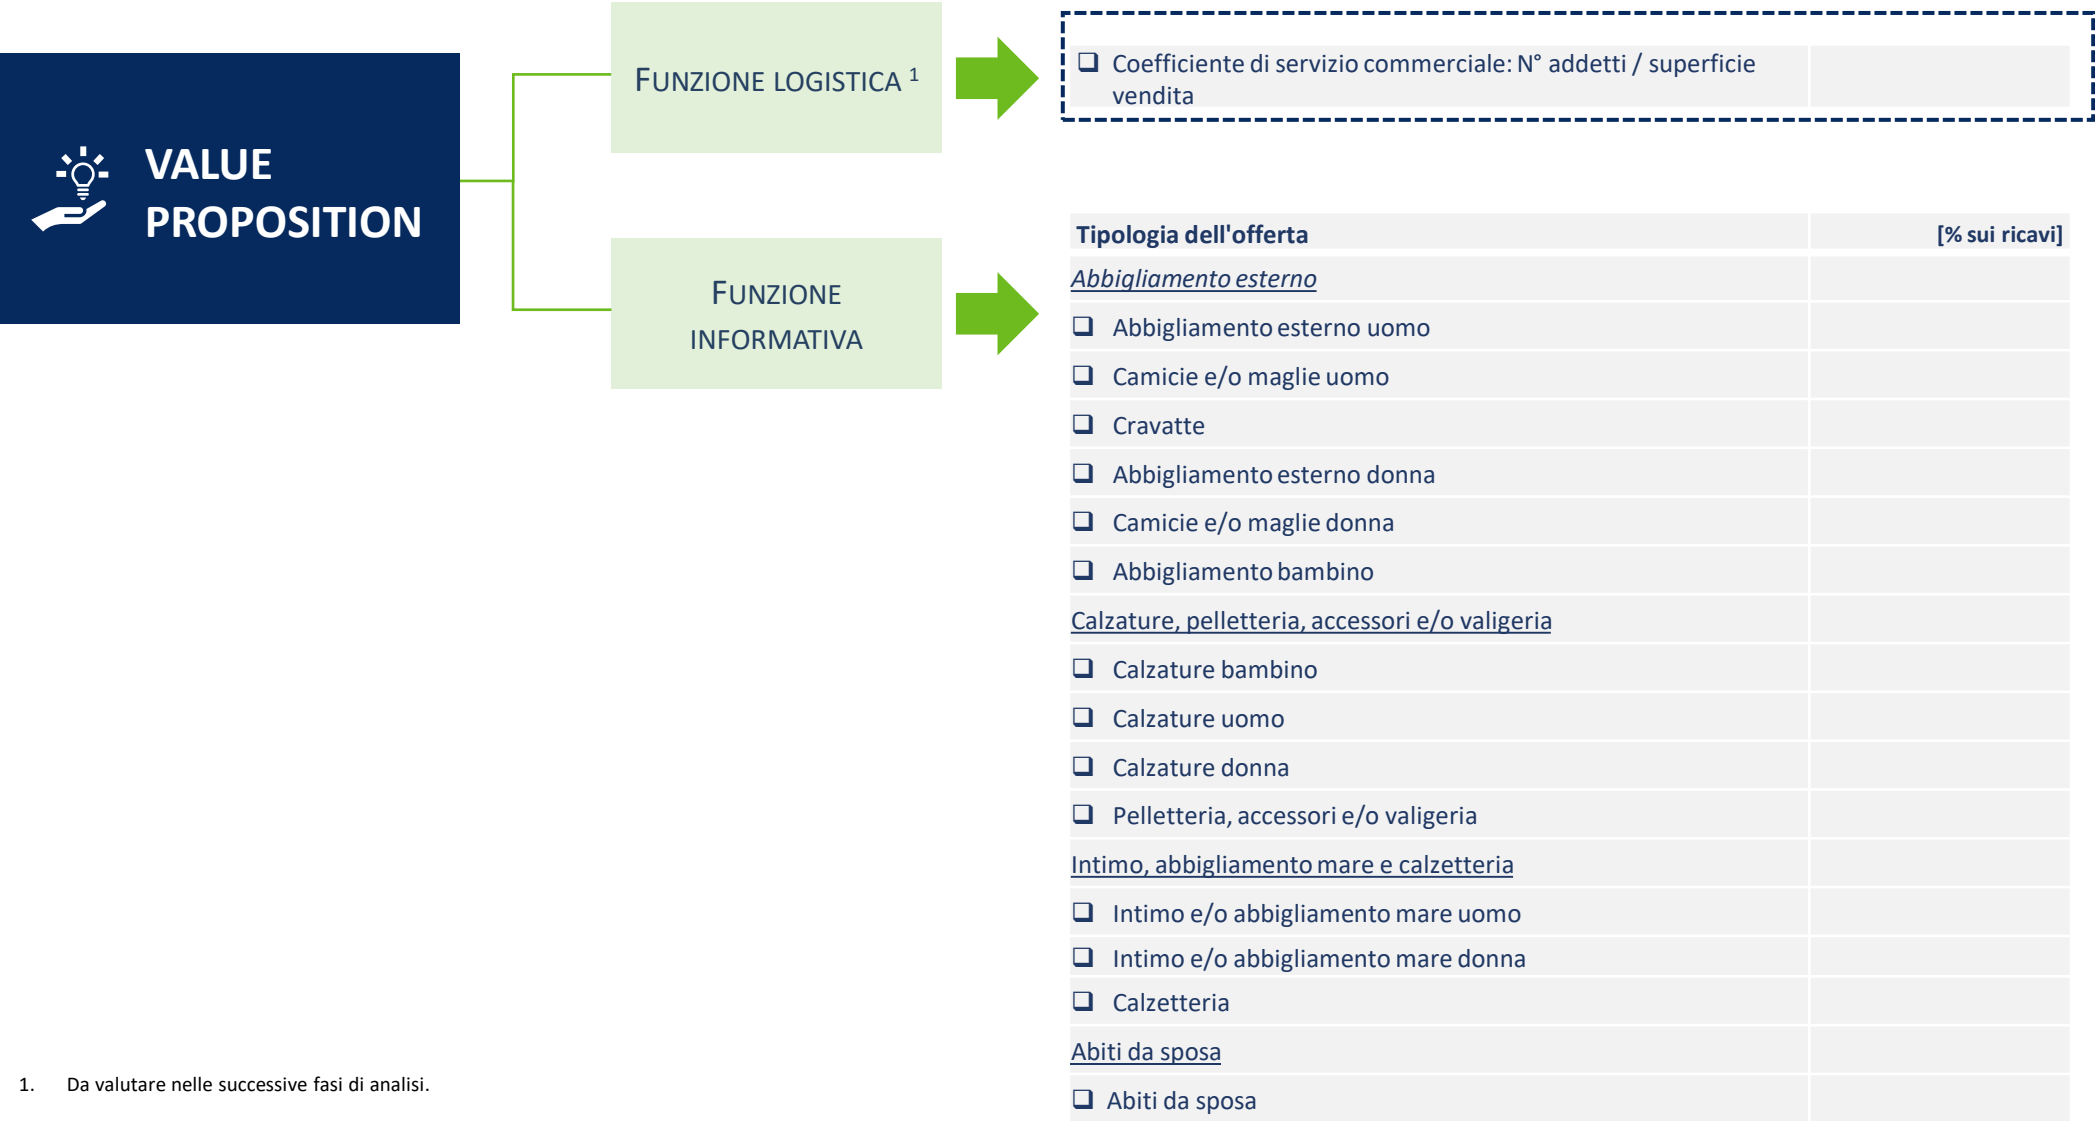 VALUE
PROPOSITION
FUNZIONE LOGISTICA 1
Coefficiente di servizio commerciale: N° addetti / superficie
vendita
FUNZIONE
INFORMATIVA
Tipologia dell'offerta [% sui ricavi]
Abbigliamento esterno
Abbigliamento esterno uomo
Camicie e/o maglie uomo
Cravatte
Abbigliamento esterno donna
Camicie e/o maglie donna
Abbigliamento bambino
Calzature, pelletteria, accessori e/o valigeria
Calzature bambino
Calzature uomo
Calzature donna
Pelletteria, accessori e/o valigeria
Intimo, abbigliamento mare e calzetteria
Intimo e/o abbigliamento mare uomo
Intimo e/o abbigliamento mare donna
Calzetteria
Abiti da sposa
Abiti da sposa
1. Da valutare nelle successive fasi di analisi.